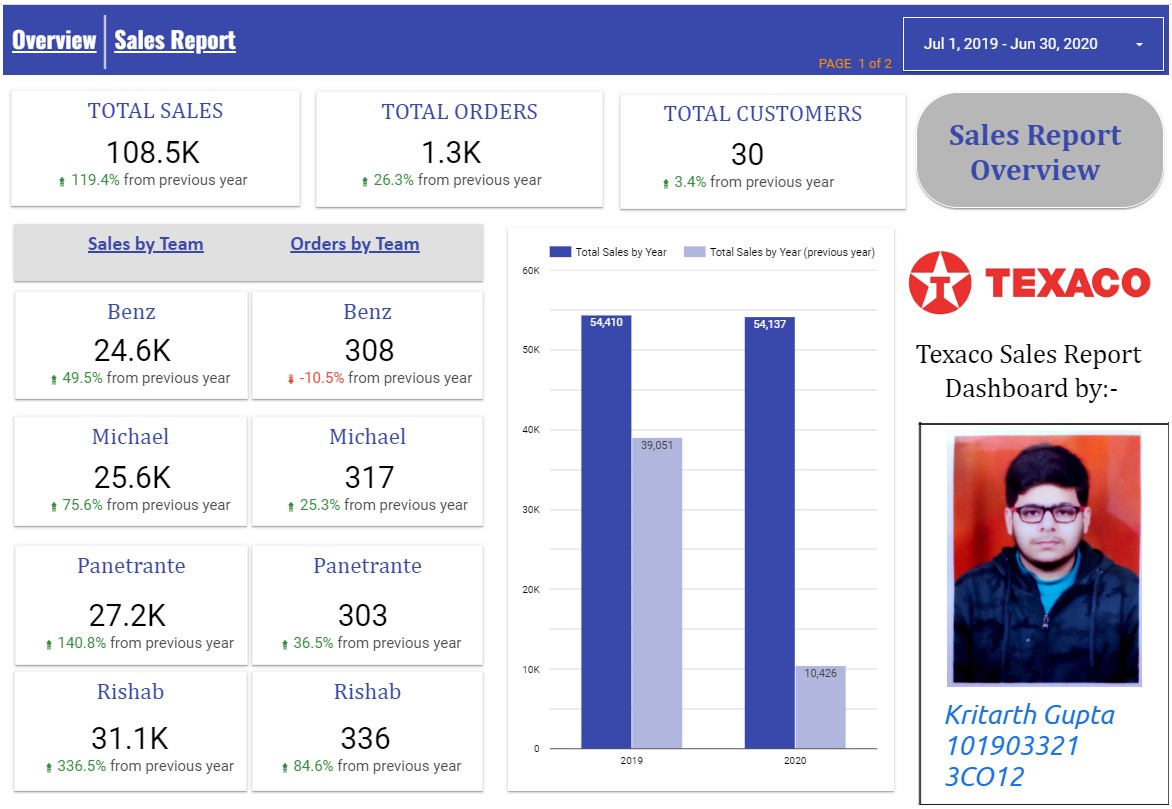 Overview Sales Report
PAGE 1 of 2
Jul 1, 2019 - Jun 30, 2020
TOTAL SALES
108.5K
119.4% from previous year
TOTAL ORDERS
1.3K
26.3% from previous year
TOTAL CUSTOMERS
30
3.4% from previous year
Sales Report
Overview
Sales by Team
Orders by Team
Benz
24.6K
49.5% from previous year
Benz
308
-10.5% from previous year
Michael
25.6K
75.6% from previous year
Michael
317
25.3% from previous year
Panetrante
27.2K
140.8% from previous year
Panetrante
303
36.5% from previous year
Rishab
31.1K
336.5% from previous year
Rishab
336
84.6% from previous year
Total Sales by Year
Total Sales by Year (previous year)
60K
50K
40K
30K
20K
10K
0
54,410
39,051
54,137
10,426
2019
2020
TEXACO
Texaco Sales Report
Dashboard by:-
Kritarth Gupta
101903321
3CO12